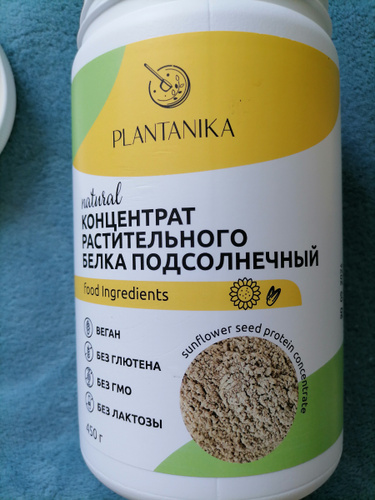 PLANTANIKA
natural
КОНЦЕНТРАТ
РАСТИТЕЛЬНОГО
БЕЛКА ПОДСОЛНЕЧНЫЙ
Food Ingredients
ВЕГАН
БЕЗ ГЛЮТЕНА
БЕЗ ГМО
БЕЗ ЛАКТОЗЫ
450 г
sunflower seed protein concentrate